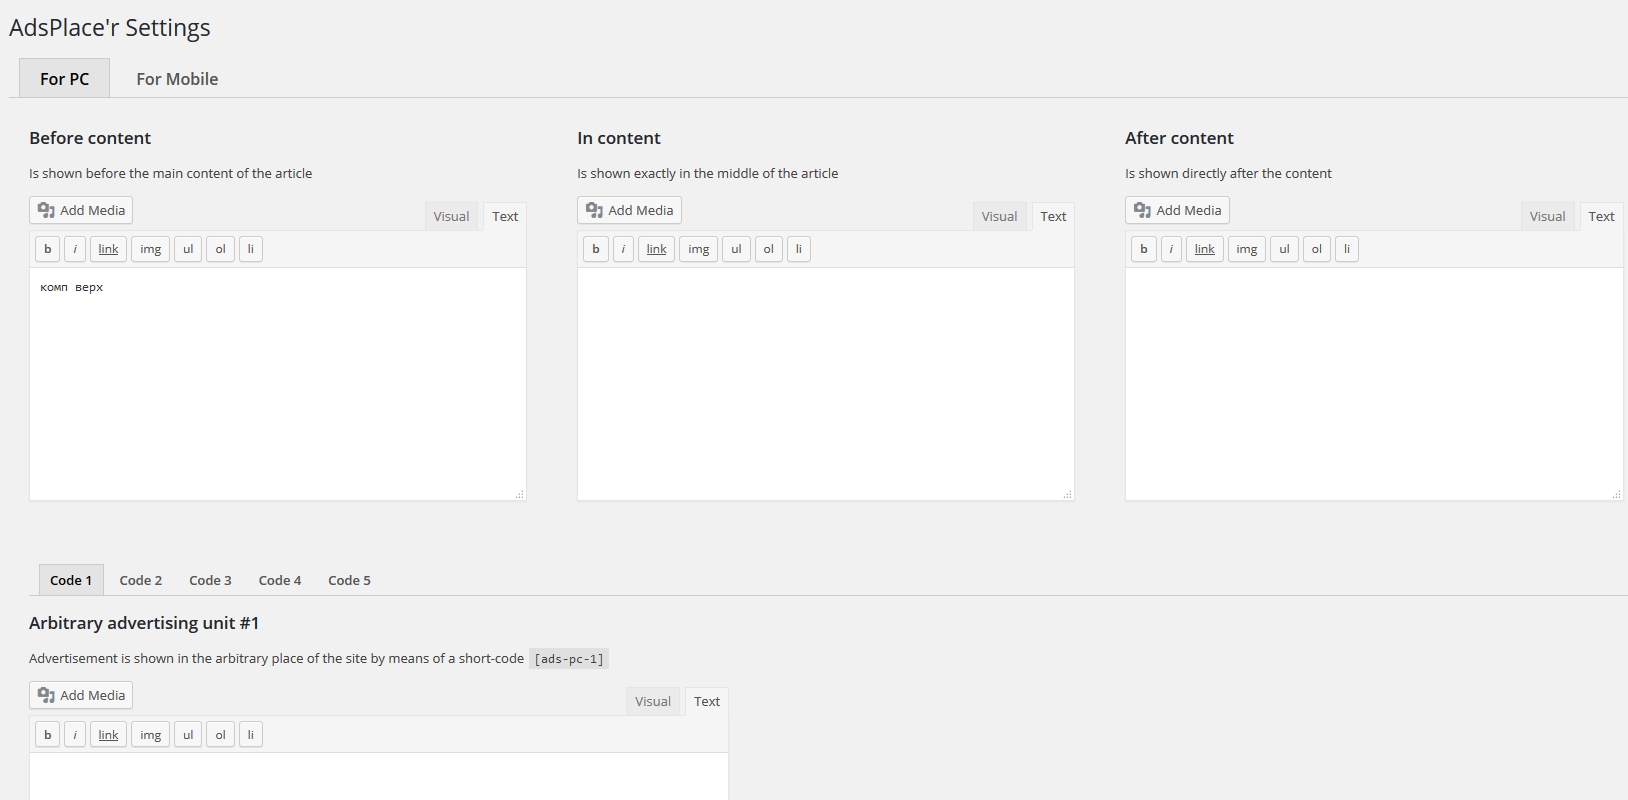 AdsPlace'r Settings
For PC For Mobile
Before content
Is shown before the main content of the article
Add Media Visual Text
b i link img ul ol li
комп верх
In content
Is shown exactly in the middle of the article
Add Media Visual Text
b i link img ul ol li
After content
Is shown directly after the content
Add Media Visual Text
b i link img ul ol li
Code 1 Code 2 Code 3 Code 4 Code 5
Arbitrary advertising unit #1
Advertisement is shown in the arbitrary place of the site by means of a short-code [ads-pc-1]
Add Media Visual Text
b i link img ul ol li